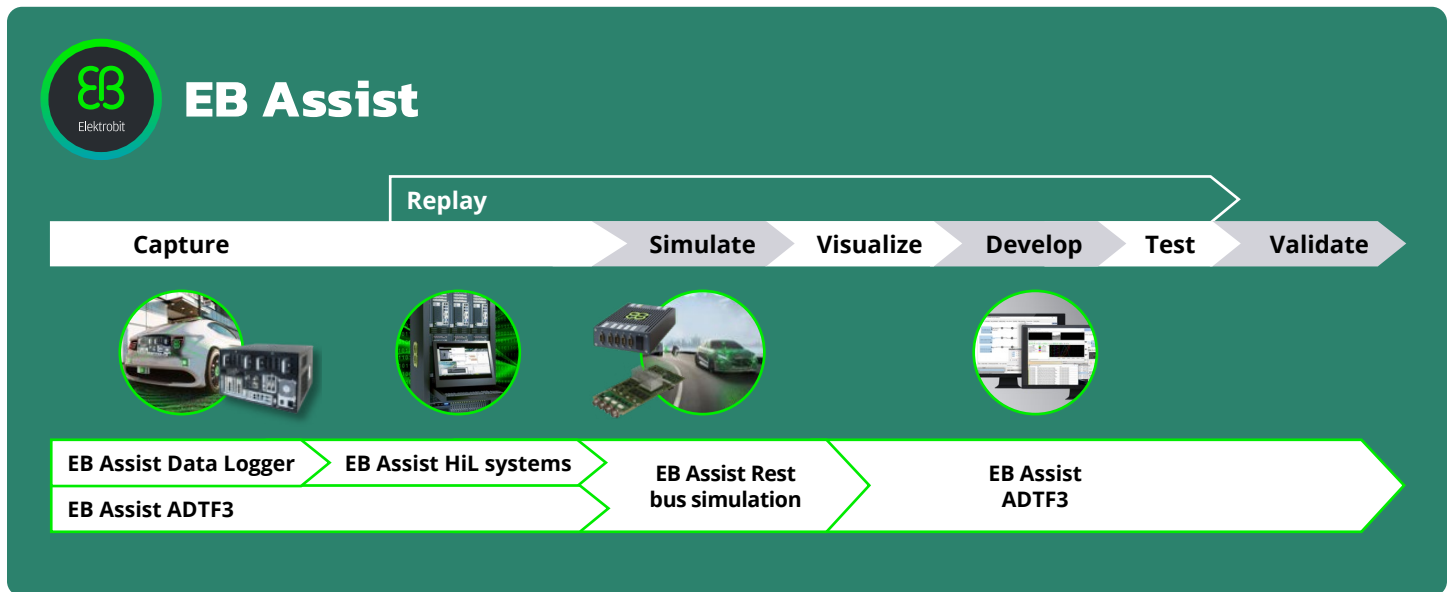 EB
Elektrobit
EB Assist
Replay
Capture
Simulate
Visualize
Develop
Test
Validate
EB Assist Data Logger
EB Assist HiL systems
EB Assist ADTF3
EB Assist Rest
bus simulation
EB Assist
ADTF3